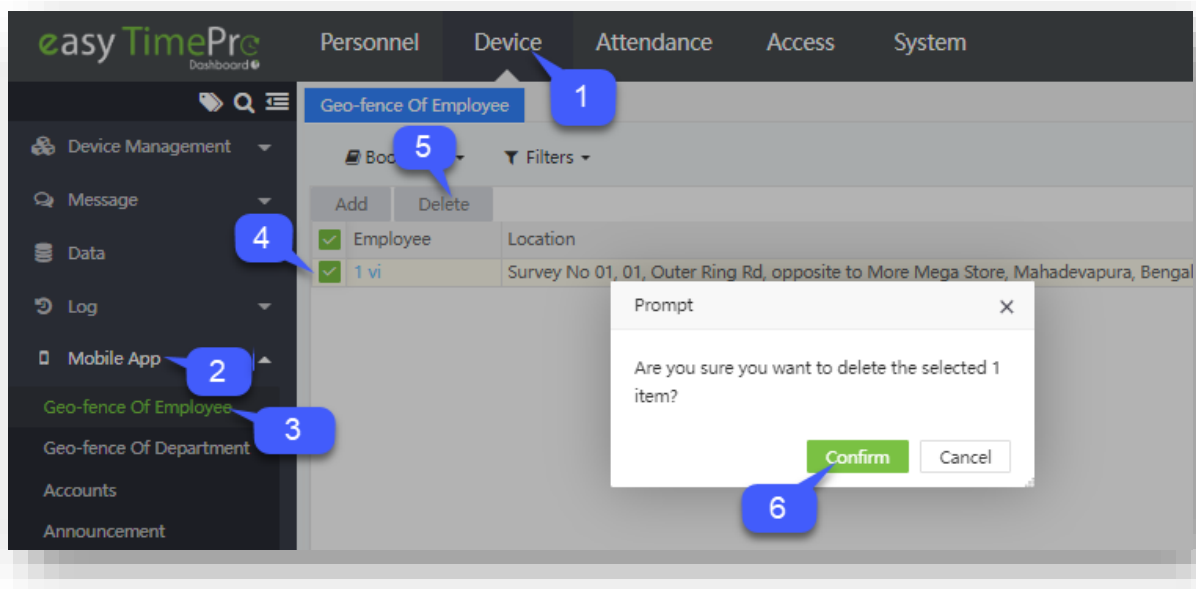 easy TimePro
Dashboard
Personnel Device Attendance Access System
1
Geo-fence Of Employee
Device Management
5
Filters
Message
Add Delete
4
Employee Location
Data
1 vi Survey No 01, 01, Outer Ring Rd, opposite to More Mega Store, Mahadevapura, Bengal
Prompt
Log
Mobile App
2
Are you sure you want to delete the selected 1
item?
Geo-fence Of Employee
3
Geo-fence Of Department
Confirm Cancel
Accounts
6
Announcement